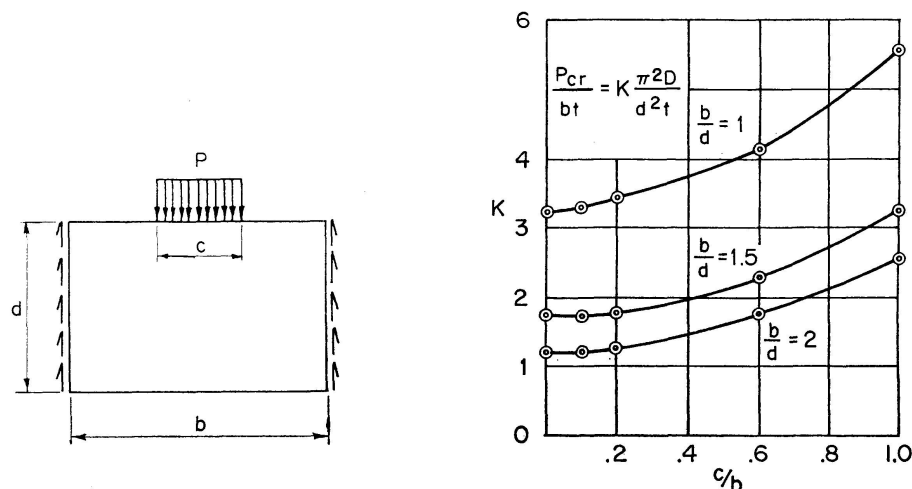 P
c
d
b
6
5
4
3
2
1
0
K
Pcr/bt = K π²D/d²t
b/d = 1
b/d = 1.5
b/d = 2
.2 .4 .6 .8 1.0
c/b